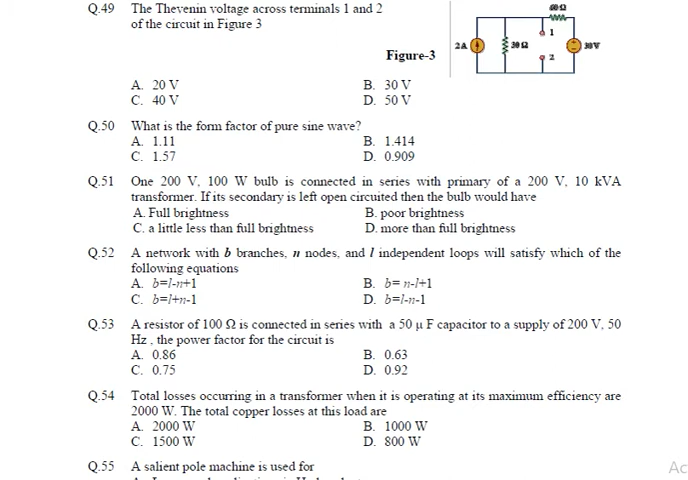 Q.49 The Thevenin voltage across terminals 1 and 2
of the circuit in Figure 3
Figure-3
60 Ω
1
2A
30 Ω
30V
2
A. 20 V B. 30 V
C. 40 V D. 50 V
Q.50 What is the form factor of pure sine wave?
A. 1.11 B. 1.414
C. 1.57 D. 0.909
Q.51 One 200 V, 100 W bulb is connected in series with primary of a 200 V, 10 kVA
transformer. If its secondary is left open circuited then the bulb would have
A. Full brightness B. poor brightness
C. a little less than full brightness D. more than full brightness
Q.52 A network with b branches, n nodes, and l independent loops will satisfy which of the
following equations
A. b=l-n+1 B. b= n-l+1
C. b=l+n-1 D. b=l-n-1
Q.53 A resistor of 100 Ω is connected in series with a 50 μ F capacitor to a supply of 200 V, 50
Hz , the power factor for the circuit is
A. 0.86 B. 0.63
C. 0.75 D. 0.92
Q.54 Total losses occurring in a transformer when it is operating at its maximum efficiency are
2000 W. The total copper losses at this load are
A. 2000 W B. 1000 W
C. 1500 W D. 800 W
Q.55 A salient pole machine is used for
Ac